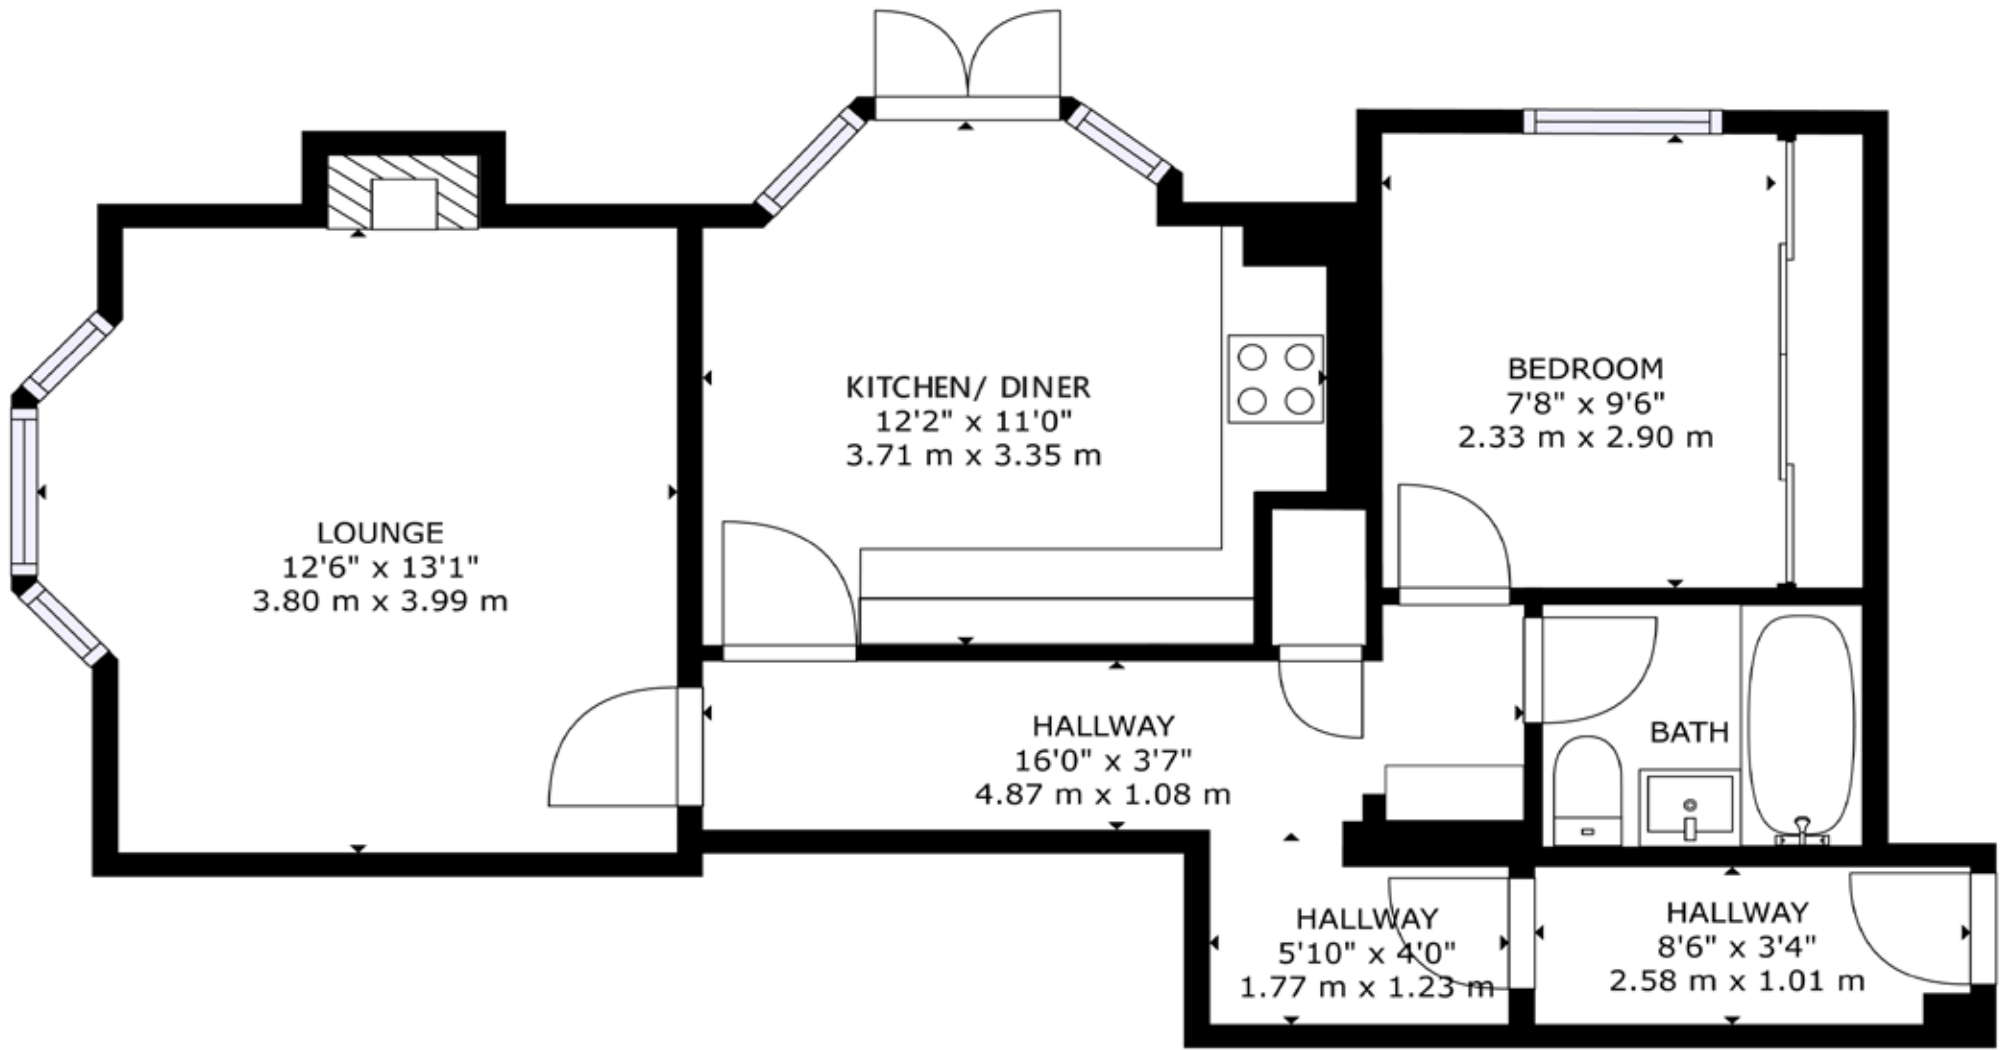 KITCHEN/ DINER
12'2" x 11'0"
3.71 m x 3.35 m
BEDROOM
7'8" x 9'6"
2.33 m x 2.90 m
LOUNGE
12'6" x 13'1"
3.80 m x 3.99 m
HALLWAY
16'0" x 3'7"
4.87 m x 1.08 m
BATH
HALLWAY
5'10" x 4'0"
1.77 m x 1.23 m
HALLWAY
8'6" x 3'4"
2.58 m x 1.01 m